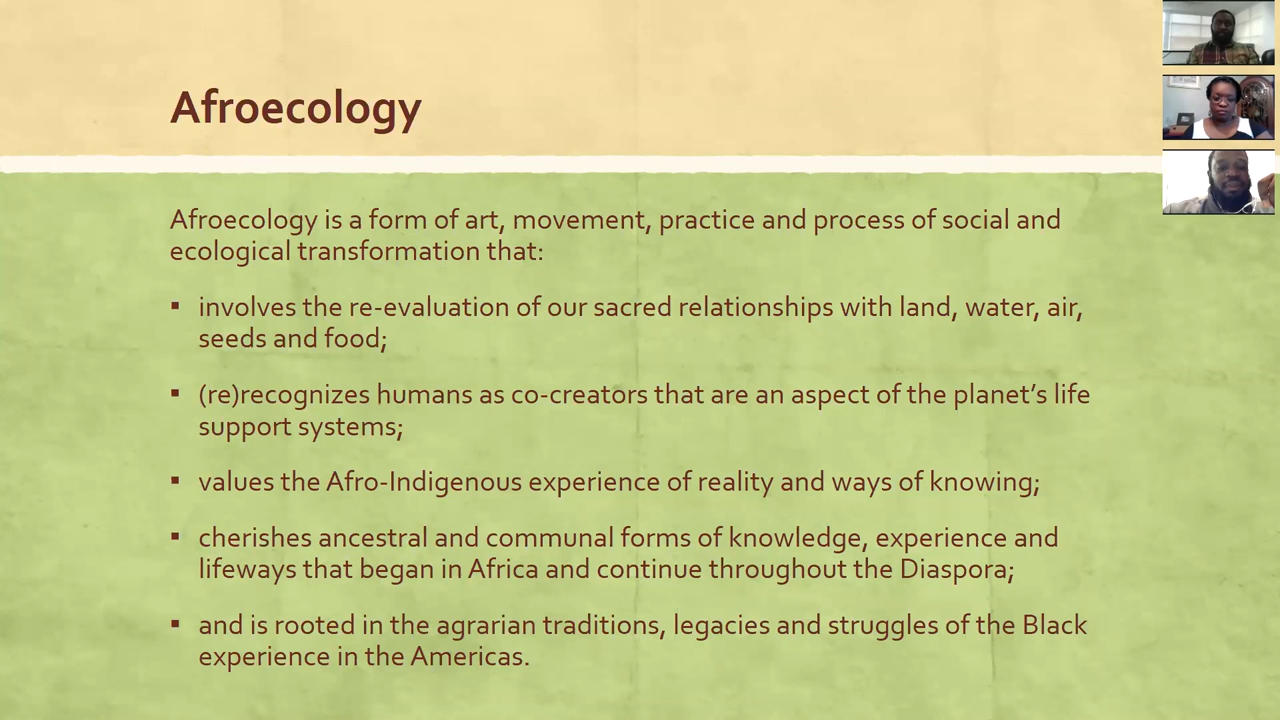 Afroecology
Afroecology is a form of art, movement, practice and process of social and
ecological transformation that:
▪ involves the re-evaluation of our sacred relationships with land, water, air,
seeds and food;
▪ (re)recognizes humans as co-creators that are an aspect of the planet’s life
support systems;
▪ values the Afro-Indigenous experience of reality and ways of knowing;
▪ cherishes ancestral and communal forms of knowledge, experience and
lifeways that began in Africa and continue throughout the Diaspora;
▪ and is rooted in the agrarian traditions, legacies and struggles of the Black
experience in the Americas.